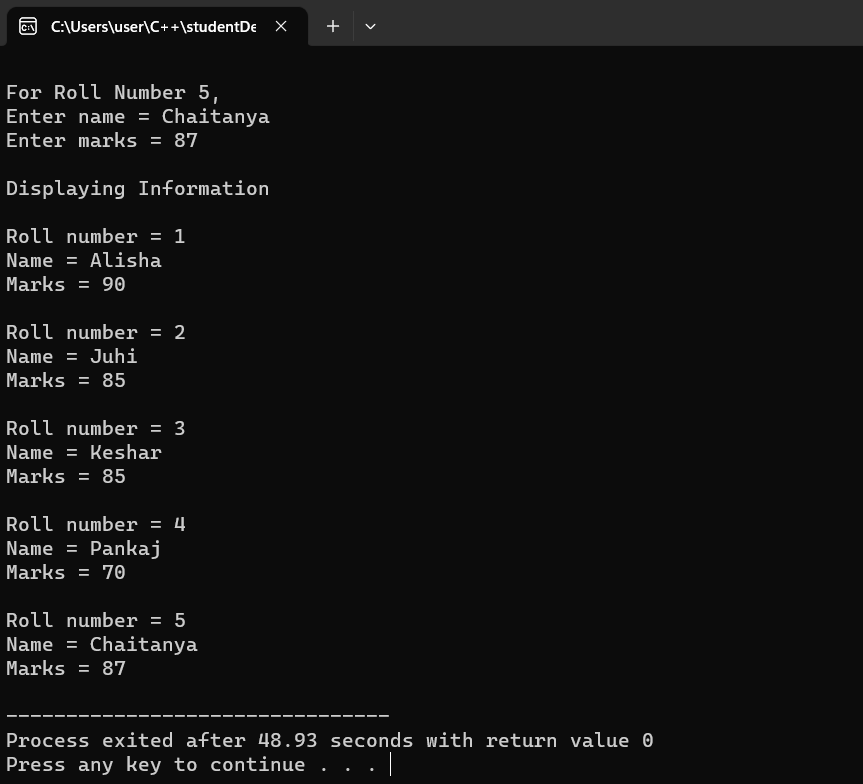 C:\Users\user\C++\studentDe
For Roll Number 5,
Enter name = Chaitanya
Enter marks = 87
Displaying Information
Roll number = 1
Name = Alisha
Marks = 90
Roll number = 2
Name = Juhi
Marks = 85
Roll number = 3
Name = Keshar
Marks = 85
Roll number = 4
Name = Pankaj
Marks = 70
Roll number = 5
Name = Chaitanya
Marks = 87
--------------------------------
Process exited after 48.93 seconds with return value 0
Press any key to continue . . .